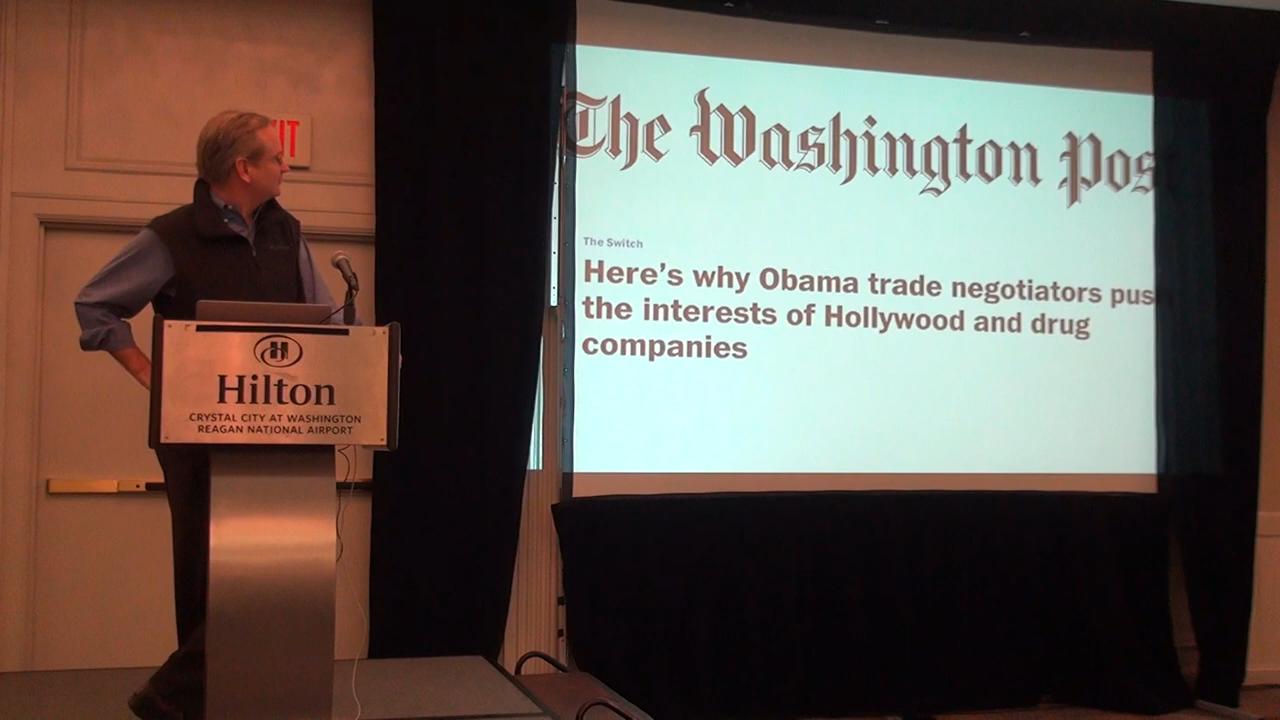 IT
The Washington Pos
The Switch
Here's why Obama trade negotiators pus
the interests of Hollywood and drug
companies
H
Hilton
CRYSTAL CITY AT WASHINGTON
REAGAN NATIONAL AIRPORT